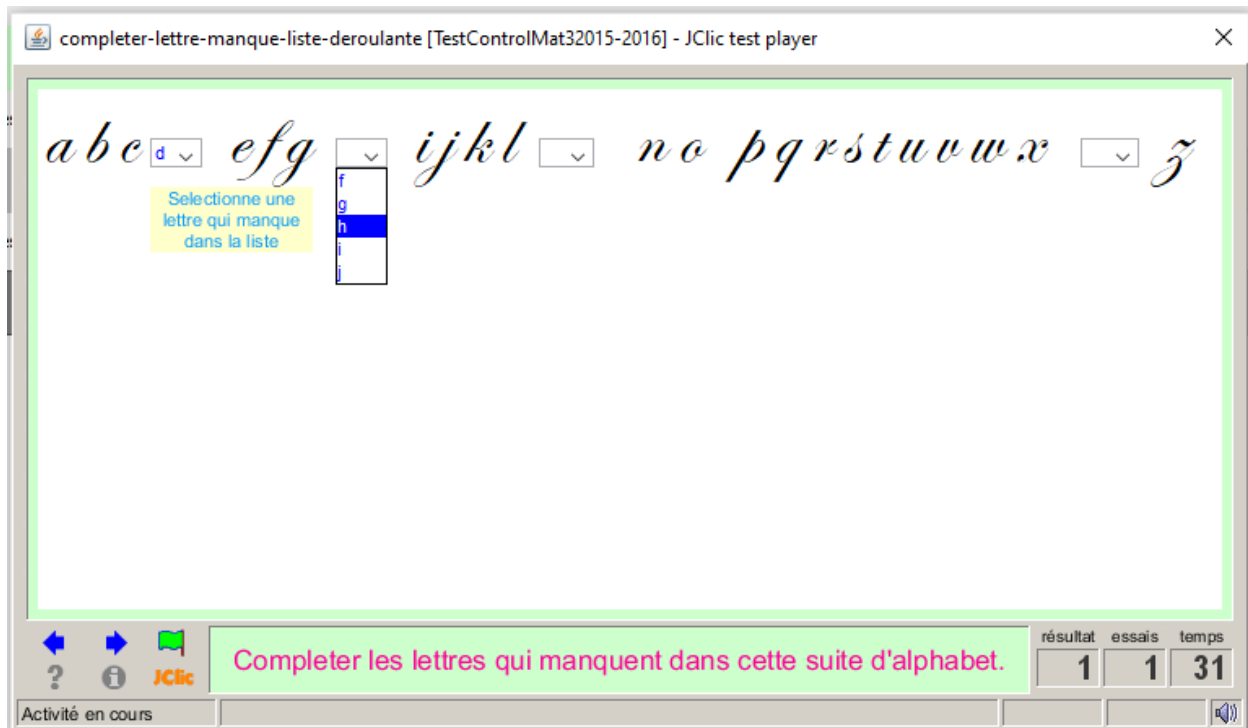 completer-lettre-manque-liste-deroulante [TestControlMat32015-2016] - JClic test player
a b c d e f g i j k l n o p q r s t u v w x z
Selectionne une
lettre qui manque
dans la liste
f
g
h
i
j
Completer les lettres qui manquent dans cette suite d'alphabet.
résultat essais temps
1 1 31
? i JClic
Activité en cours